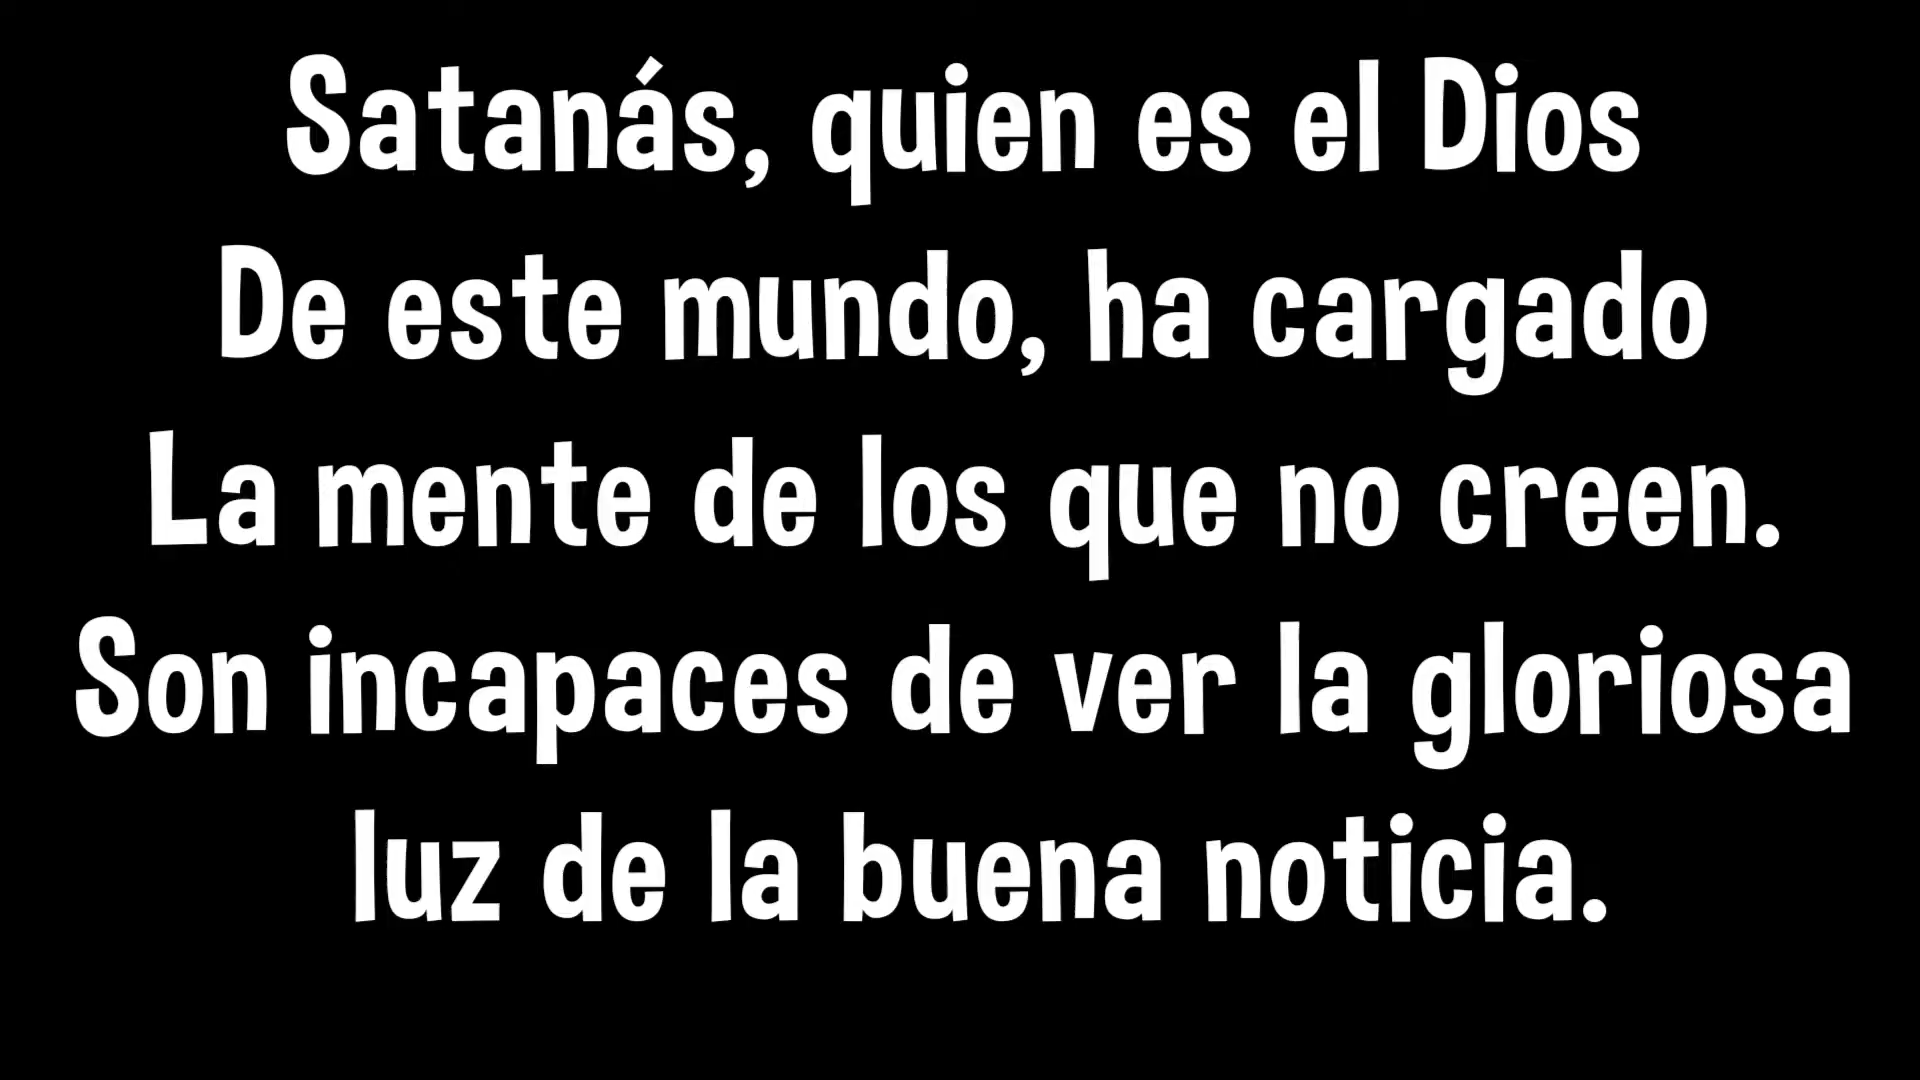 Satanás, quien es el Dios
De este mundo, ha cargado
La mente de los que no creen.
Son incapaces de ver la gloriosa
luz de la buena noticia.